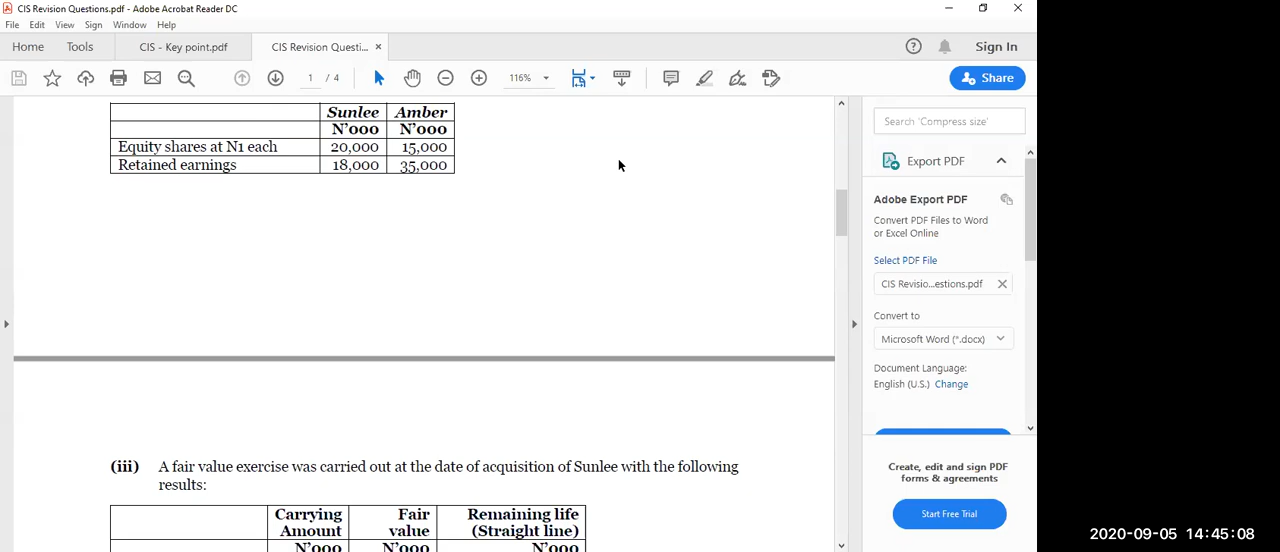 CIS Revision Questions.pdf - Adobe Acrobat Reader DC
File Edit View Sign Window Help
Home Tools CIS - Key point.pdf CIS Revision Questi... × Sign In
1 / 4 116% Share
Sunlee Amber
N'000 N'000
Equity shares at N1 each 20,000 15,000
Retained earnings 18,000 35,000
(iii) A fair value exercise was carried out at the date of acquisition of Sunlee with the following
results:
Carrying Fair Remaining life
Amount value (Straight line)
N'000 N'000 N'000
Search 'Compress size'
Export PDF
Adobe Export PDF
Convert PDF Files to Word
or Excel Online
Select PDF File
CIS Revisio...estions.pdf ×
Convert to
Microsoft Word (*.docx)
Document Language:
English (U.S.) Change
Create, edit and sign PDF
forms & agreements
Start Free Trial
2020-09-05 14:45:08